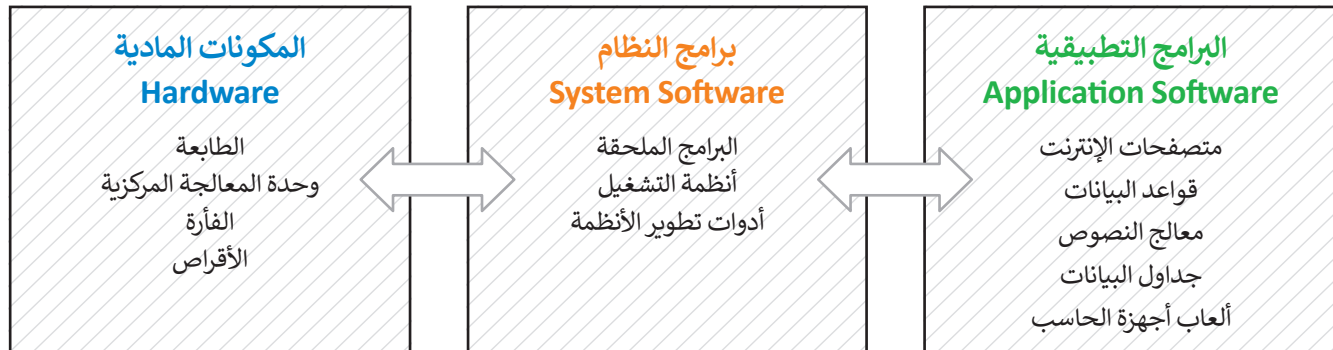 البرامج التطبيقية
Application Software
متصفحات الإنترنت
قواعد البيانات
معالج النصوص
جداول البيانات
ألعاب أجهزة الحاسب
برامج النظام
System Software
البرامج الملحقة
أنظمة التشغيل
أدوات تطوير الأنظمة
المكونات المادية
Hardware
الطابعة
وحدة المعالجة المركزية
الفأرة
الأقراص